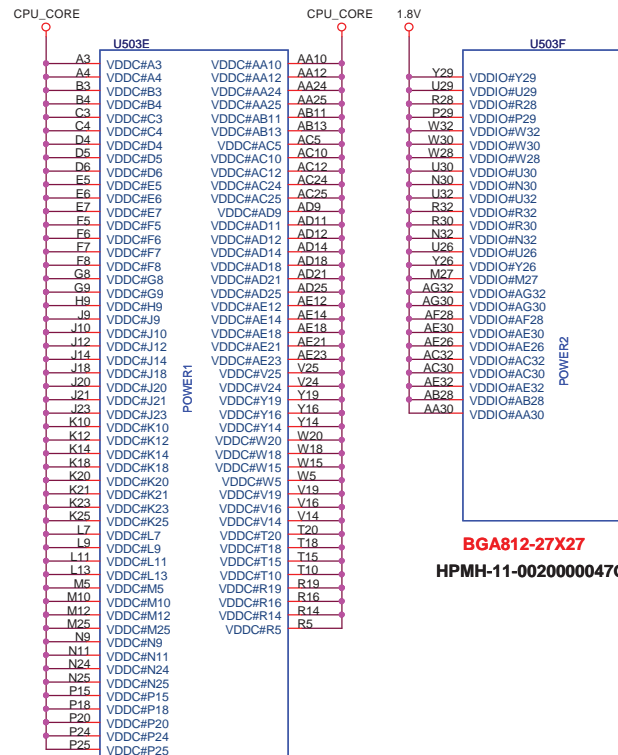 CPU_CORE CPU_CORE 1.8V
U503E U503F
A3 VDDC#A3 VDDC#AA10 AA10
A4 VDDC#A4 VDDC#AA12 AA12
B3 VDDC#B3 VDDC#AA24 AA24
B4 VDDC#B4 VDDC#AA25 AA25
C3 VDDC#C3 VDDC#AB11 AB11
C4 VDDC#C4 VDDC#AB13 AB13
D4 VDDC#D4 VDDC#AC5 AC5
D5 VDDC#D5 VDDC#AC10 AC10
D6 VDDC#D6 VDDC#AC12 AC12
E5 VDDC#E5 VDDC#AC24 AC24
E6 VDDC#E6 VDDC#AC25 AC25
E7 VDDC#E7 VDDC#AD9 AD9
F5 VDDC#F5 VDDC#AD11 AD11
F6 VDDC#F6 VDDC#AD12 AD12
F7 VDDC#F7 VDDC#AD14 AD14
F8 VDDC#F8 VDDC#AD18 AD18
G8 VDDC#G8 VDDC#AD21 AD21
G9 VDDC#G9 VDDC#AD25 AD25
H9 VDDC#H9 VDDC#AE12 AE12
J9 VDDC#J9 VDDC#AE14 AE14
J10 VDDC#J10 VDDC#AE18 AE18
J12 VDDC#J12 VDDC#AE21 AE21
J14 VDDC#J14 VDDC#AE23 AE23
J18 VDDC#J18 VDDC#V25 V25
J20 VDDC#J20 VDDC#V24 V24
J21 VDDC#J21 VDDC#Y19 Y19
J23 VDDC#J23 VDDC#Y16 Y16
K10 VDDC#K10 VDDC#Y14 Y14
K12 VDDC#K12 VDDC#W20 W20
K14 VDDC#K14 VDDC#W18 W18
K18 VDDC#K18 VDDC#W15 W15
K20 VDDC#K20 VDDC#W5 W5
K21 VDDC#K21 VDDC#V19 V19
K23 VDDC#K23 VDDC#V16 V16
K25 VDDC#K25 VDDC#V14 V14
L7 VDDC#L7 VDDC#T20 T20
L9 VDDC#L9 VDDC#T18 T18
L11 VDDC#L11 VDDC#T15 T15
L13 VDDC#L13 VDDC#T10 T10
M5 VDDC#M5 VDDC#R19 R19
M10 VDDC#M10 VDDC#R16 R16
M12 VDDC#M12 VDDC#R14 R14
M25 VDDC#M25 VDDC#R5 R5
N9 VDDC#N9
N11 VDDC#N11
N24 VDDC#N24
N25 VDDC#N25
P15 VDDC#P15
P18 VDDC#P18
P20 VDDC#P20
P24 VDDC#P24
P25 VDDC#P25
POWER1
Y29 VDDIO#Y29
U29 VDDIO#U29
R28 VDDIO#R28
P29 VDDIO#P29
W32 VDDIO#W32
W30 VDDIO#W30
W28 VDDIO#W28
U30 VDDIO#U30
N30 VDDIO#N30
U32 VDDIO#U32
R32 VDDIO#R32
R30 VDDIO#R30
N32 VDDIO#N32
U26 VDDIO#U26
Y26 VDDIO#Y26
M27 VDDIO#M27
AG32 VDDIO#AG32
AG30 VDDIO#AG30
AF28 VDDIO#AF28
AE30 VDDIO#AE30
AE26 VDDIO#AE26
AC32 VDDIO#AC32
AC30 VDDIO#AC30
AE32 VDDIO#AE32
AB28 VDDIO#AB28
AA30 VDDIO#AA30
POWER2
BGA812-27X27
HPMH-11-0020000047